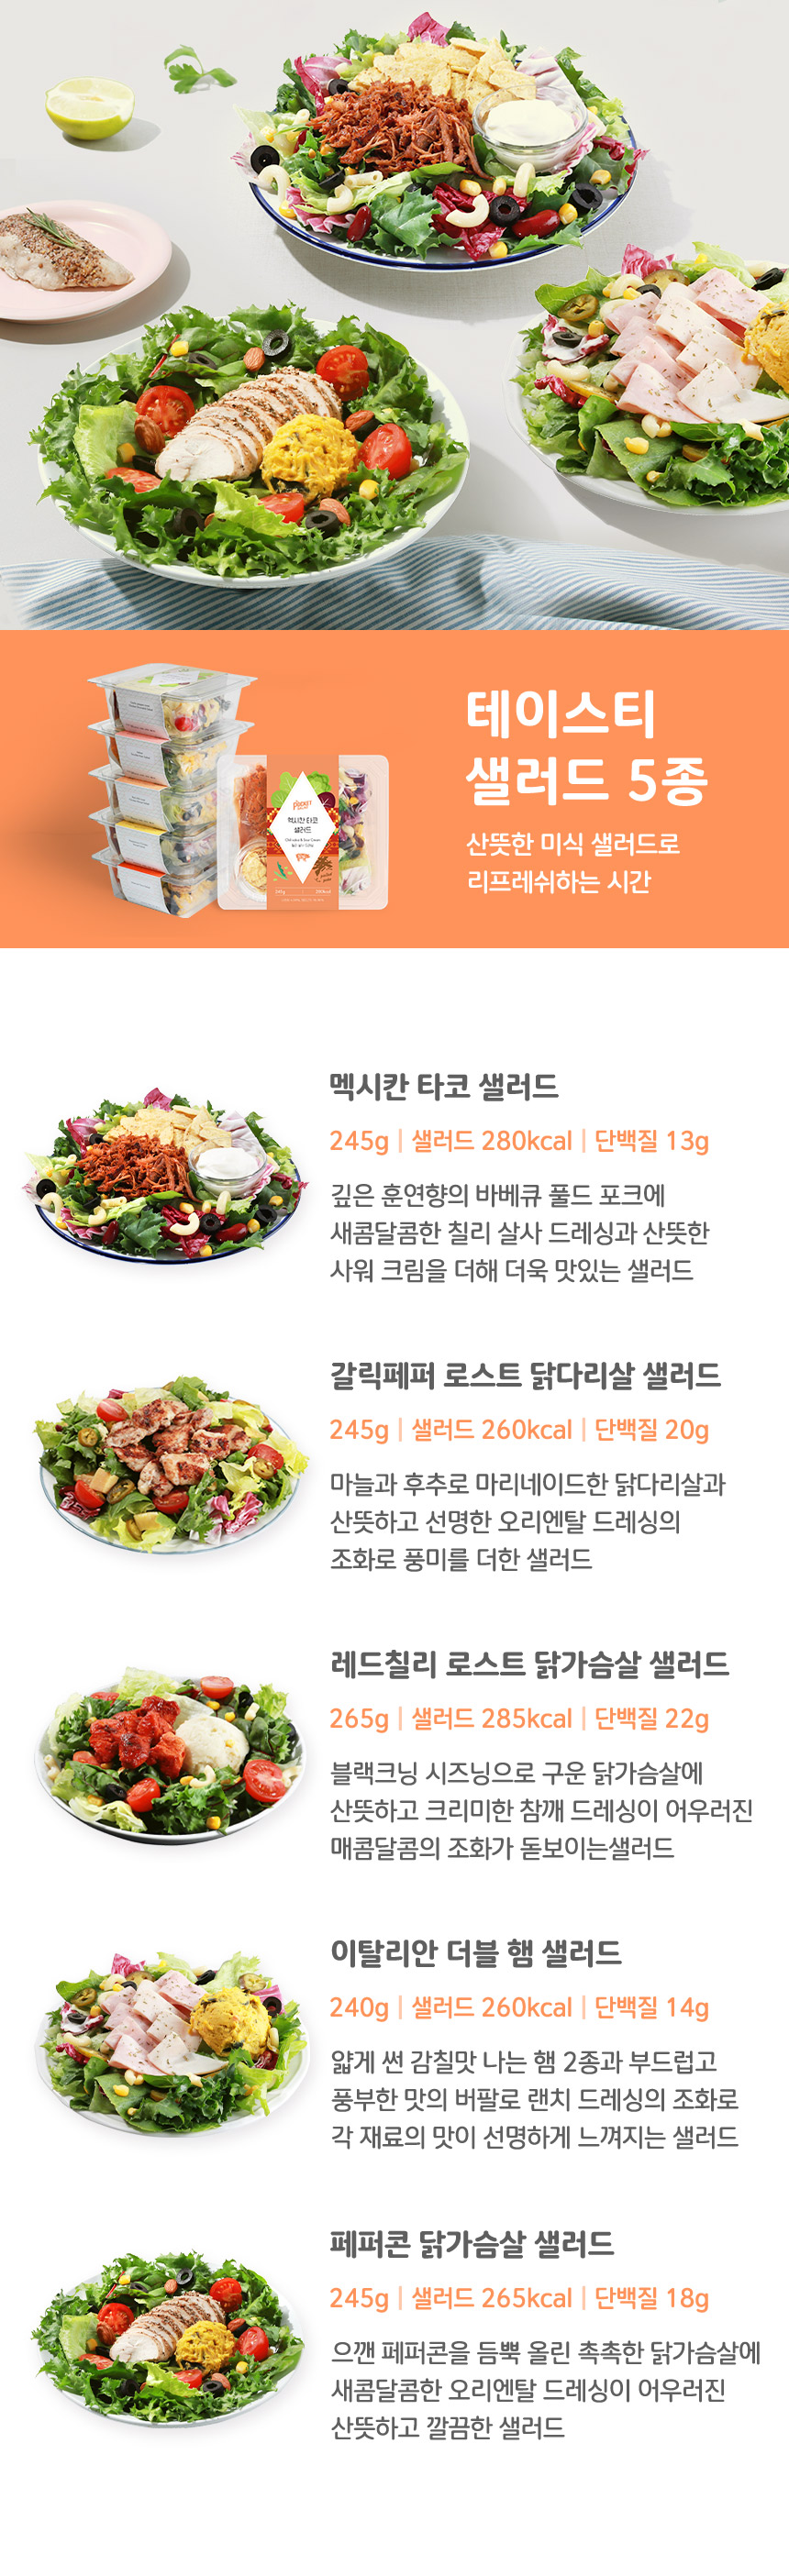 테이스티
샐러드 5종
산뜻한 미식 샐러드로
리프레쉬하는 시간
POCKET
멕시칸 타코
샐러드
멕시칸 타코 샐러드
245g | 샐러드 280kcal | 단백질 13g
깊은 훈연향의 바베큐 풀드 포크에
새콤달콤한 칠리 살사 드레싱과 산뜻한
사워 크림을 더해 더욱 맛있는 샐러드
갈릭페퍼 로스트 닭다리살 샐러드
245g | 샐러드 260kcal | 단백질 20g
마늘과 후추로 마리네이드한 닭다리살과
산뜻하고 선명한 오리엔탈 드레싱의
조화로 풍미를 더한 샐러드
레드칠리 로스트 닭가슴살 샐러드
265g | 샐러드 285kcal | 단백질 22g
블랙크닝 시즈닝으로 구운 닭가슴살에
산뜻하고 크리미한 참깨 드레싱이 어우러진
매콤달콤의 조화가 돋보이는샐러드
이탈리안 더블 햄 샐러드
240g | 샐러드 260kcal | 단백질 14g
얇게 썬 감칠맛 나는 햄 2종과 부드럽고
풍부한 맛의 버팔로 랜치 드레싱의 조화로
각 재료의 맛이 선명하게 느껴지는 샐러드
페퍼콘 닭가슴살 샐러드
245g | 샐러드 265kcal | 단백질 18g
으깬 페퍼콘을 듬뿍 올린 촉촉한 닭가슴살에
새콤달콤한 오리엔탈 드레싱이 어우러진
산뜻하고 깔끔한 샐러드